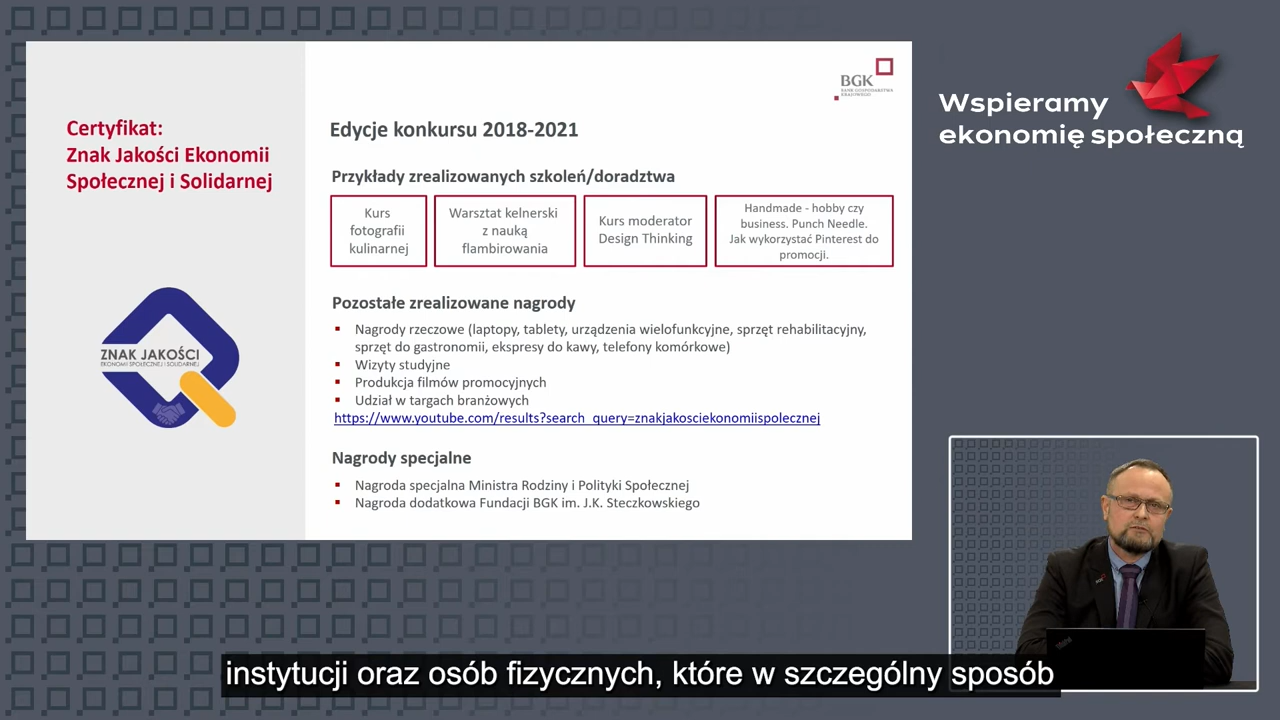 Certyfikat:
Znak Jakości Ekonomii
Społecznej i Solidarnej
ZNAK JAKOŚCI
EKONOMII SPOŁECZNEJ I SOLIDARNEJ
BGK
BANK GOSPODARSTWA
KRAJOWEGO
Edycje konkursu 2018-2021
Przykłady zrealizowanych szkoleń/doradztwa
Kurs
fotografii
kulinarnej
Warsztat kelnerski
z nauką
flambirowania
Kurs moderator
Design Thinking
Handmade - hobby czy
business. Punch Needle.
Jak wykorzystać Pinterest do
promocji.
Pozostałe zrealizowane nagrody
▪ Nagrody rzeczowe (laptopy, tablety, urządzenia wielofunkcyjne, sprzęt rehabilitacyjny,
sprzęt do gastronomii, ekspresy do kawy, telefony komórkowe)
▪ Wizyty studyjne
▪ Produkcja filmów promocyjnych
▪ Udział w targach branżowych
https://www.youtube.com/results?search_query=znakjakosciekonomiispolecznej
Nagrody specjalne
▪ Nagroda specjalna Ministra Rodziny i Polityki Społecznej
▪ Nagroda dodatkowa Fundacji BGK im. J.K. Steczkowskiego
Wspieramy
ekonomię społeczną
instytucji oraz osób fizycznych, które w szczególny sposób